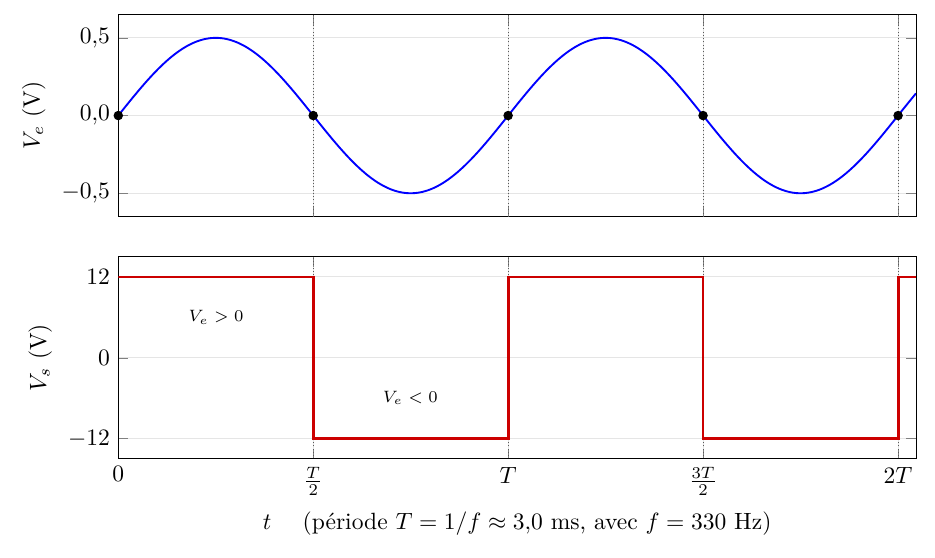 0,5
0,0
−0,5
V_e (V)
12
V_e > 0
0
V_e < 0
−12
V_s (V)
0 T/2 T 3T/2 2T
t (période T = 1/f ≈ 3,0 ms, avec f = 330 Hz)